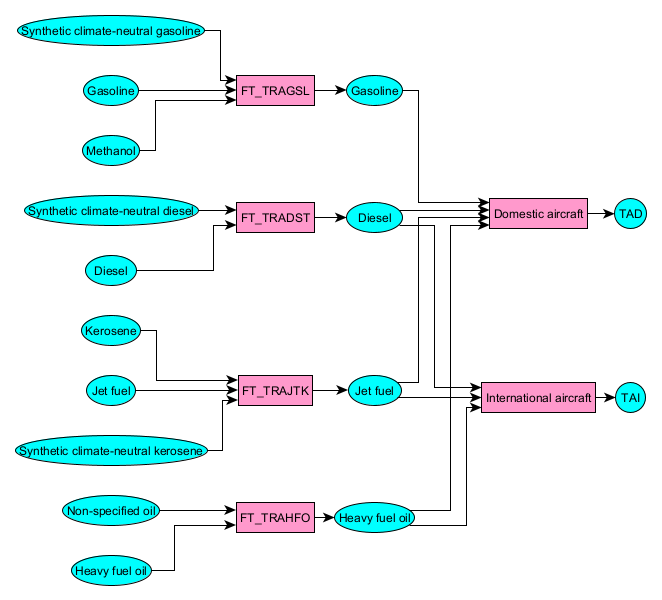 Synthetic climate-neutral gasoline
Gasoline
FT_TRAGSL
Gasoline
Methanol
Synthetic climate-neutral diesel
FT_TRADST
Diesel
Domestic aircraft
TAD
Diesel
Kerosene
Jet fuel
FT_TRAJTK
Jet fuel
International aircraft
TAI
Synthetic climate-neutral kerosene
Non-specified oil
FT_TRAHFO
Heavy fuel oil
Heavy fuel oil